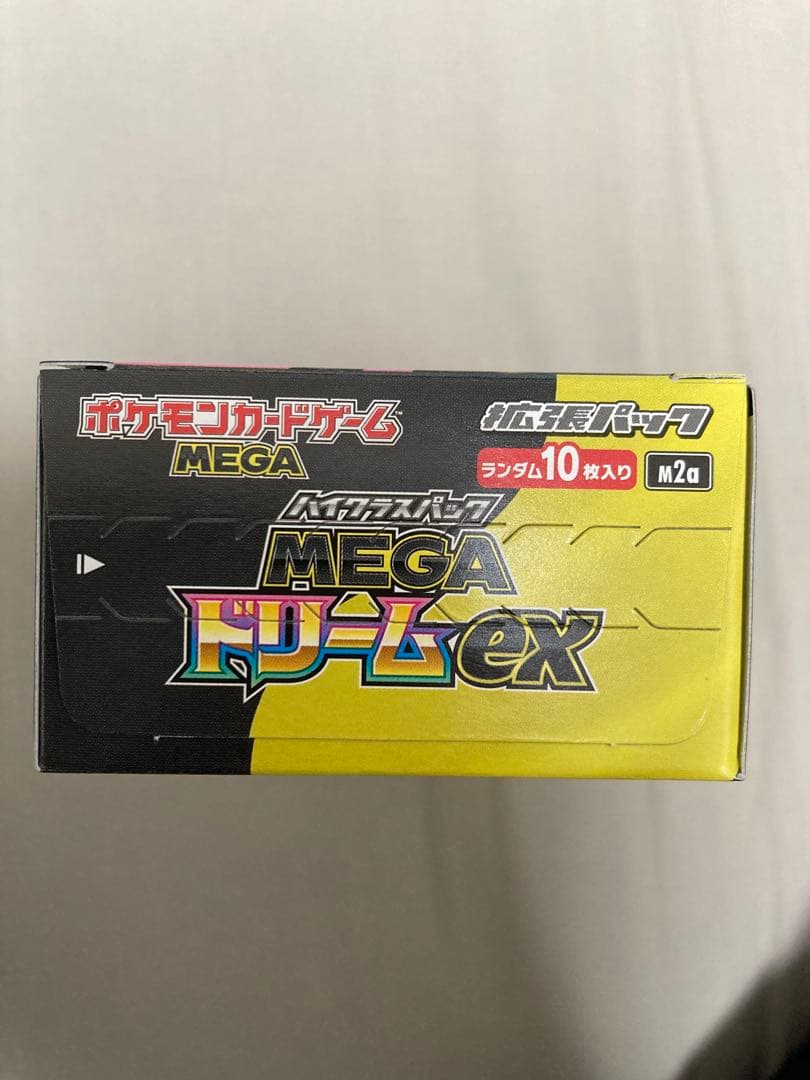 ポケモンカードゲーム™
MEGA
拡張パック
ランダム10枚入り M2a
ハイクラスパック
MEGA
ドリームex